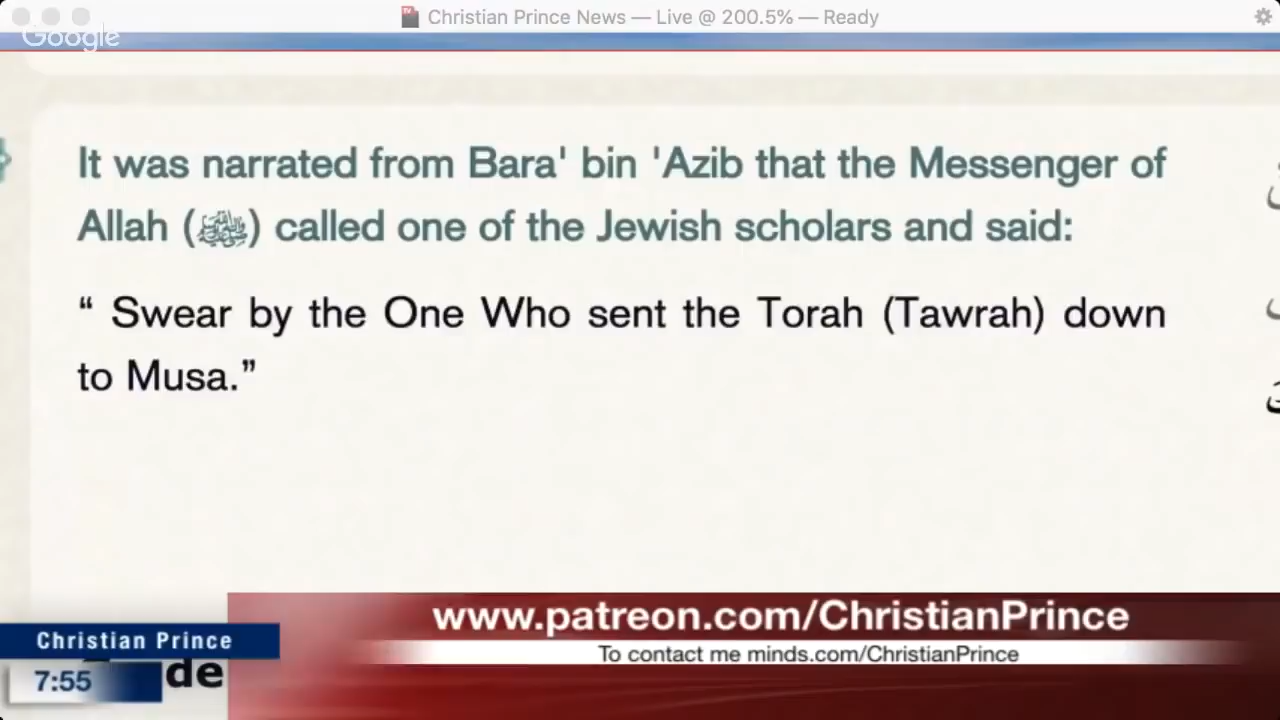 Christian Prince News — Live @ 200.5% — Ready
Google
It was narrated from Bara' bin 'Azib that the Messenger of
Allah (ﷺ) called one of the Jewish scholars and said:
“ Swear by the One Who sent the Torah (Tawrah) down
to Musa.”
www.patreon.com/ChristianPrince
Christian Prince
To contact me minds.com/ChristianPrince
7:55
de